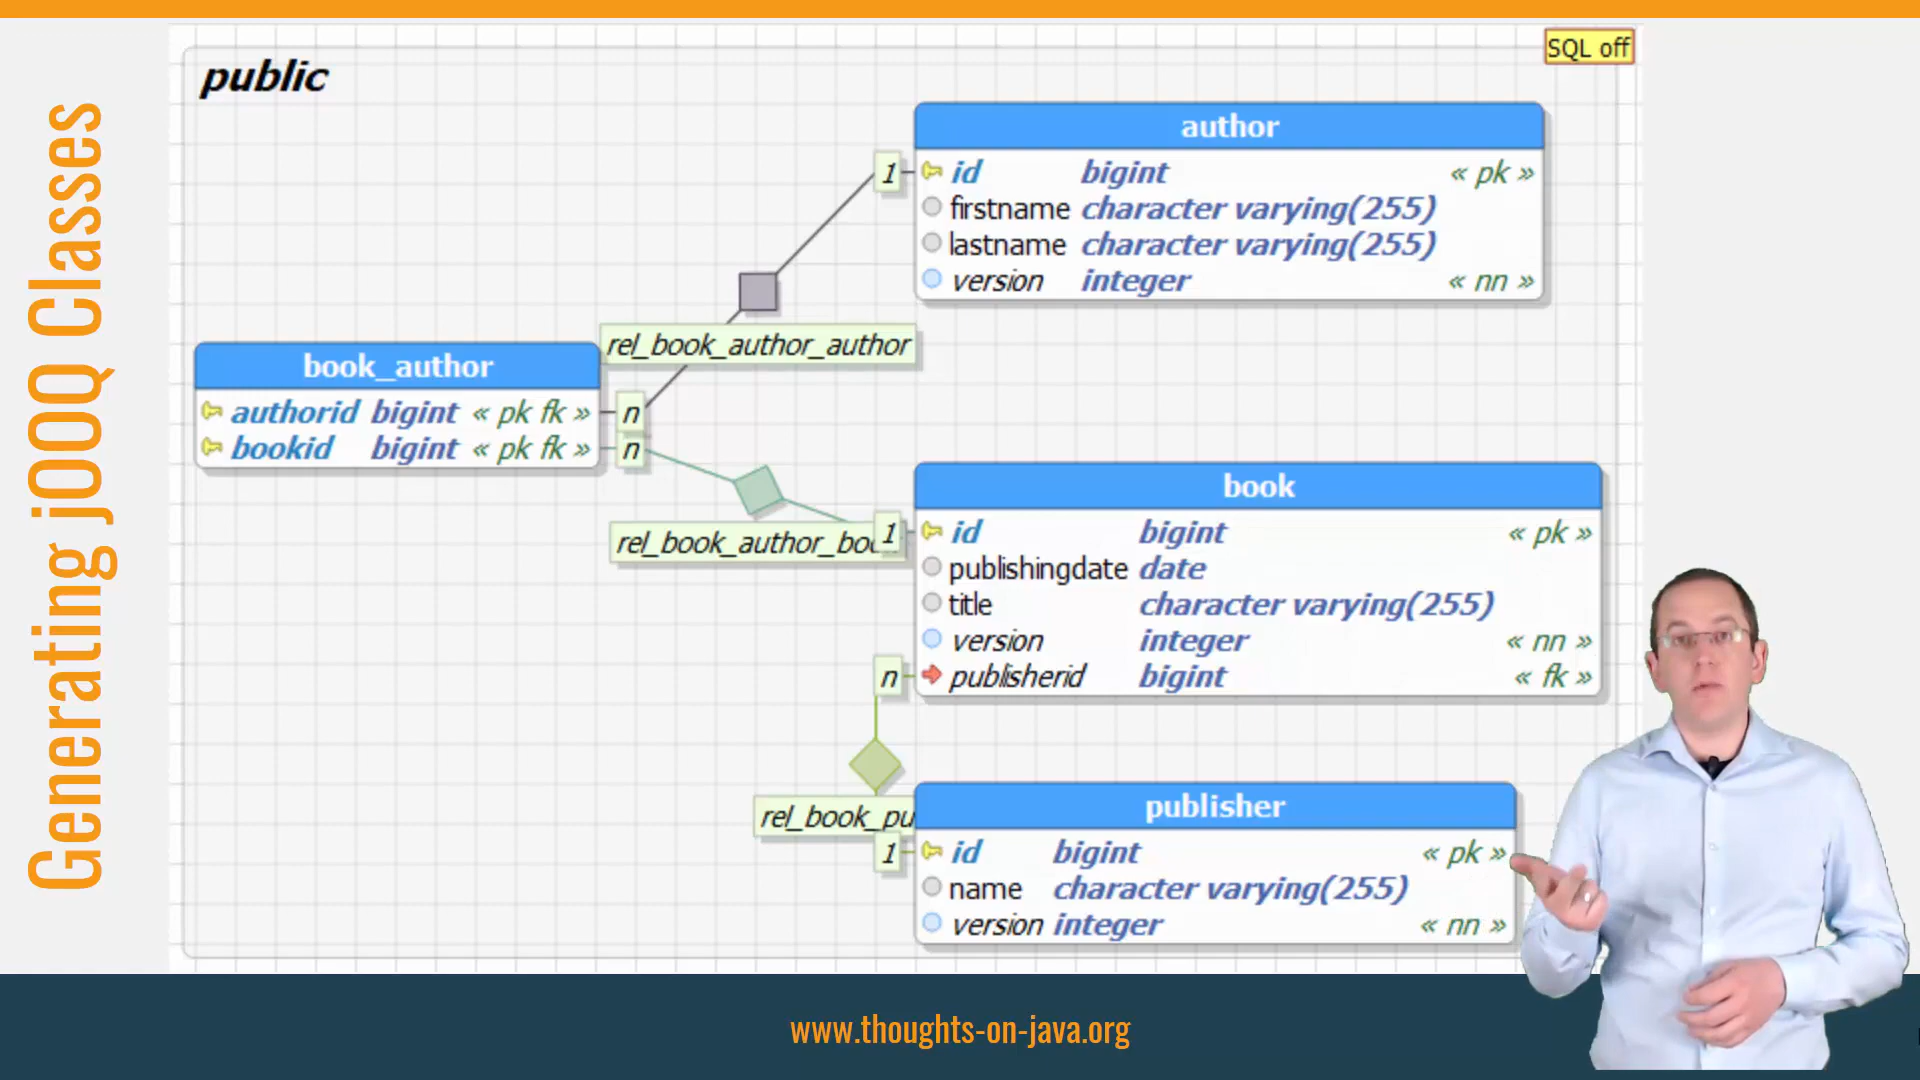 Generating jOOQ Classes
public
SQL off
author
1 id bigint « pk »
firstname character varying(255)
lastname character varying(255)
version integer « nn »
rel_book_author_author
book_author
authorid bigint « pk fk » n
bookid bigint « pk fk » n
rel_book_author_boo
book
1 id bigint « pk »
publishingdate date
title character varying(255)
version integer « nn »
n publisherid bigint « fk »
rel_book_pu
publisher
1 id bigint « pk »
name character varying(255)
version integer « nn »
www.thoughts-on-java.org